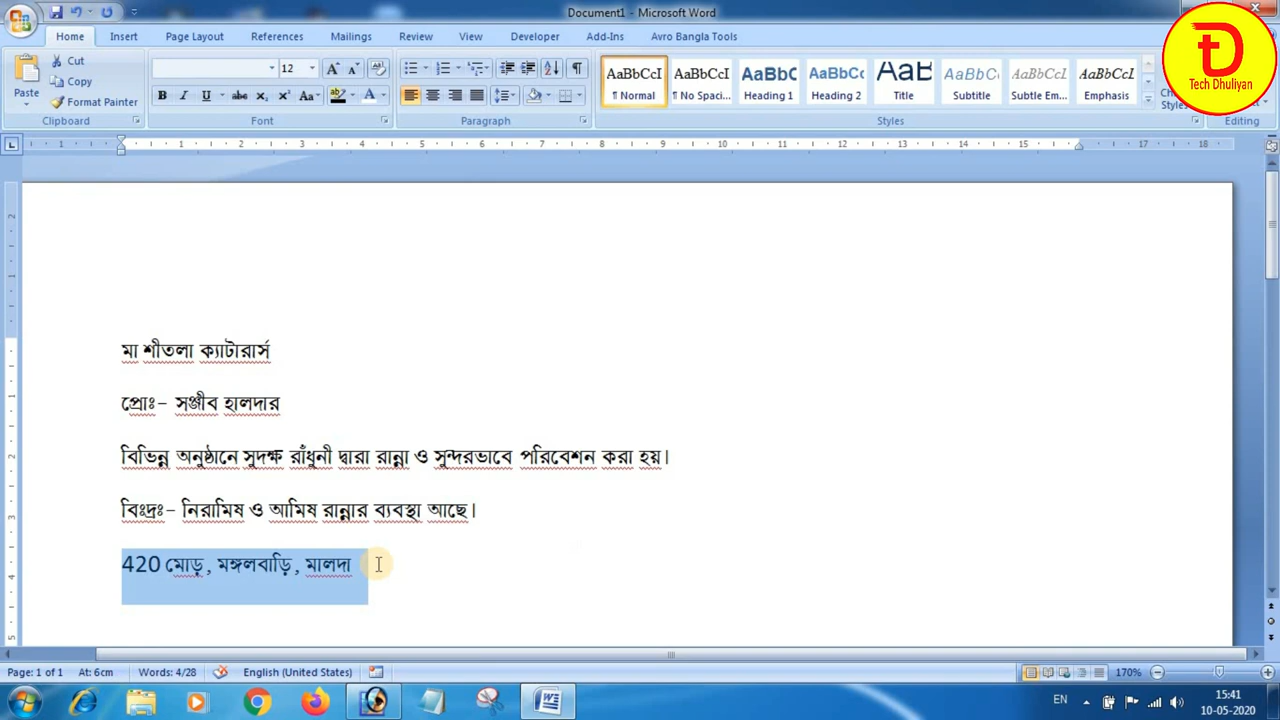 Document1 - Microsoft Word
Home Insert Page Layout References Mailings Review View Developer Add-Ins Avro Bangla Tools
Paste Cut Copy Format Painter
12
AaBbCcI AaBbCcI AaBbC AaBbCc AaB AaBbCc AaBbCcI AaBbCcI
¶ Normal ¶ No Spaci... Heading 1 Heading 2 Title Subtitle Subtle Em... Emphasis
Clipboard Font Paragraph Styles Editing
Tech Dhuliyan
মা শীতলা ক্যাটারার্স
প্রোঃ- সঞ্জীব হালদার
বিভিন্ন অনুষ্ঠানে সুদক্ষ রাঁধুনী দ্বারা রান্না ও সুন্দরভাবে পরিবেশন করা হয়।
বিঃদ্রঃ- নিরামিষ ও আমিষ রান্নার ব্যবস্থা আছে।
420 মোড়, মঙ্গলবাড়ি, মালদা
Page: 1 of 1 At: 6cm Words: 4/28 English (United States) 170%
EN 15:41
10-05-2020